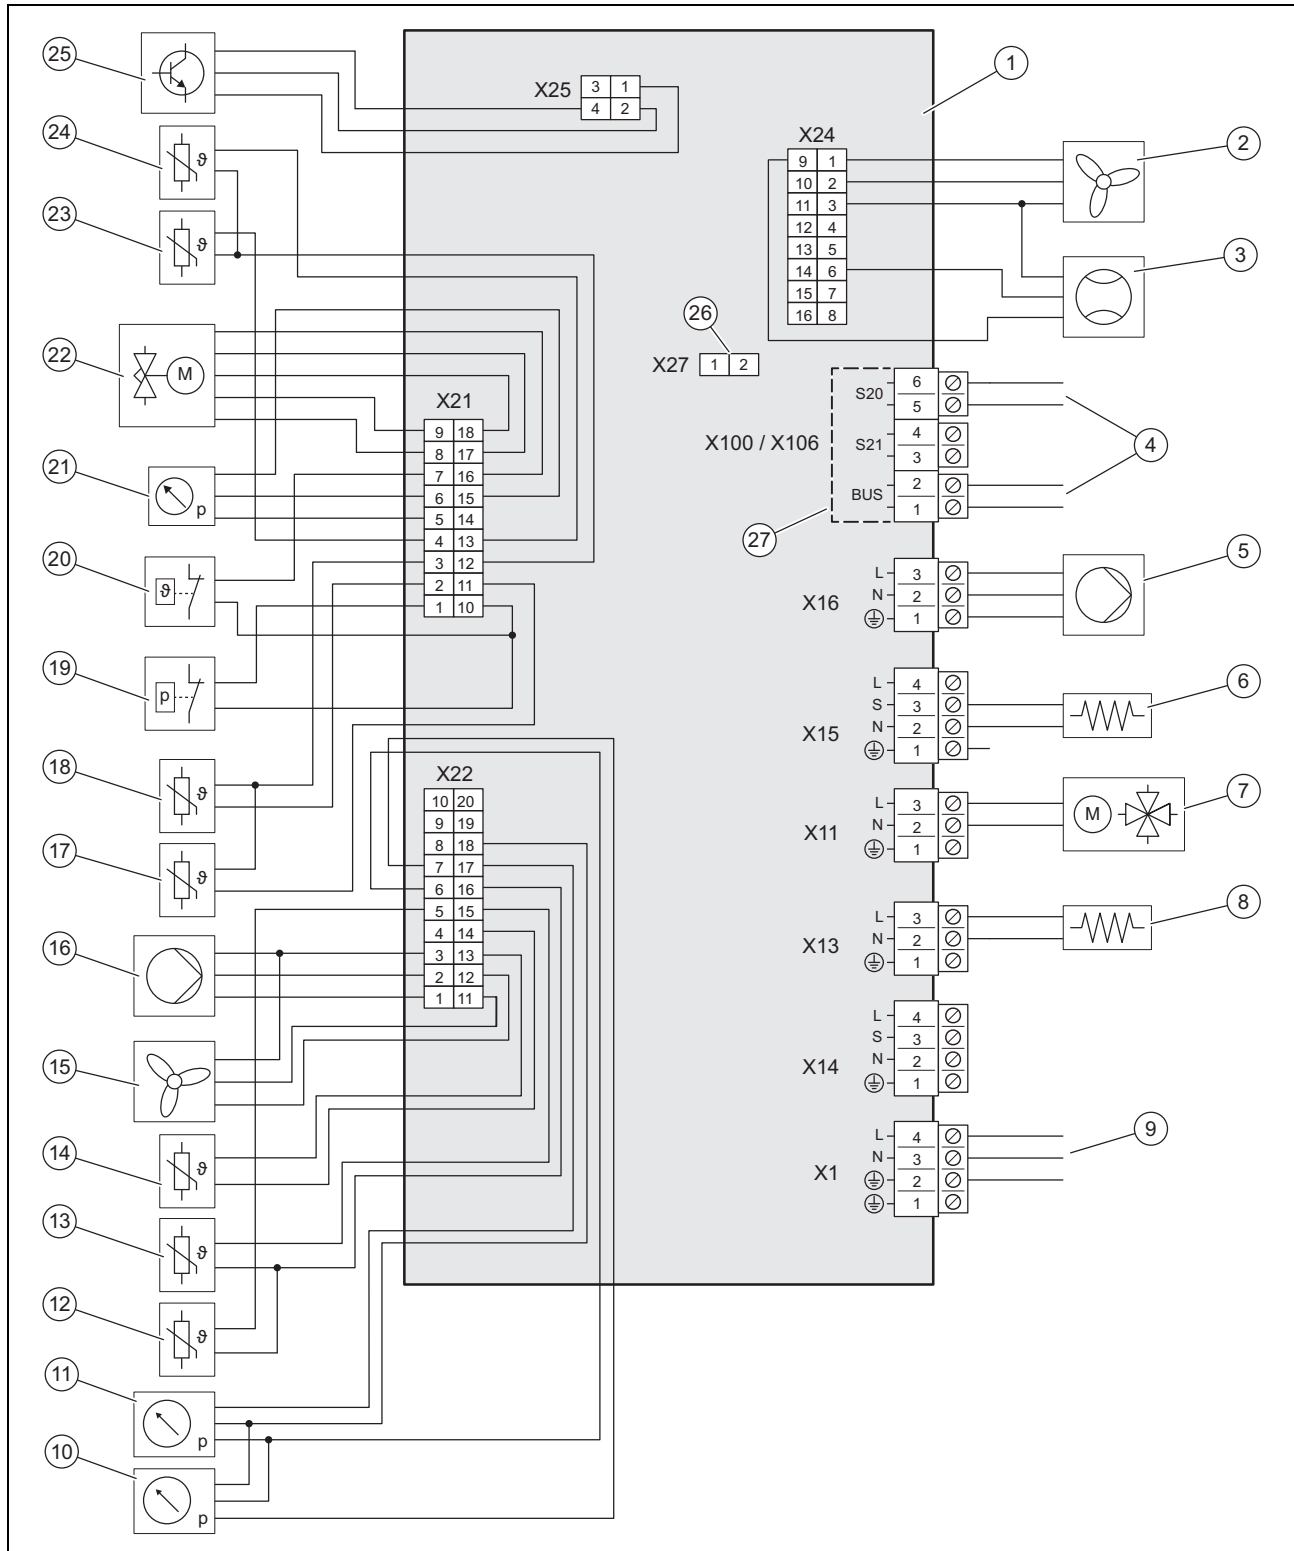 25
24
23
22
21
20
19
18
17
16
15
14
13
12
11
10
ϑ
ϑ
M
p
ϑ
p
ϑ
ϑ
ϑ
ϑ
ϑ
p
p
X25
3 1
4 2
X24
9 1
10 2
11 3
12 4
13 5
14 6
15 7
16 8
26
X27
1 2
X21
9 18
8 17
7 16
6 15
5 14
4 13
3 12
2 11
1 10
X22
10 20
9 19
8 18
7 17
6 16
5 15
4 14
3 13
2 12
1 11
X100 / X106
S20
6
5
S21
4
3
BUS
2
1
27
X16
L 3
N 2
1
X15
L 4
S 3
N 2
1
X11
L 3
N 2
1
X13
L 3
N 2
1
X14
L 4
S 3
N 2
1
X1
L 4
N 3
2
1
1
2
3
4
5
6
7
M
8
9